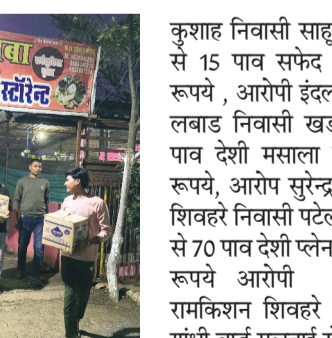 बा
स्टॉरेन्ट
कुशाह निवासी साहू
से 15 पाव सफेद
रूपये , आरोपी इंदल
लबाड निवासी खड
पाव देशी मसाला
रूपये, आरोप सुरेन्द्र
शिवहरे निवासी पटेल
से 70 पाव देशी प्लेन
रूपये आरोपी
रामकिशन शिवहरे